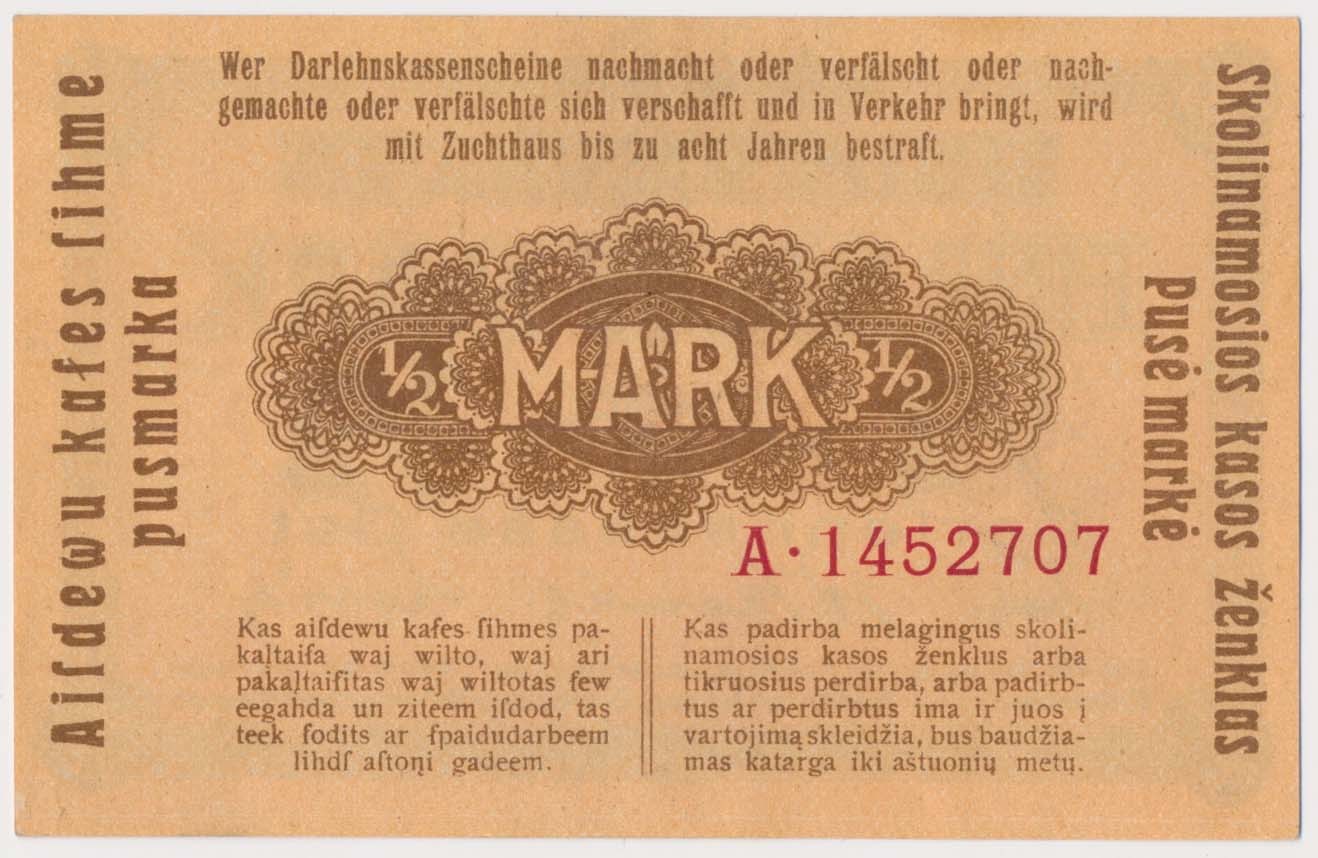 Wer Darlehnskassenscheine nachmacht oder verfälscht oder nach-
gemachte oder verfälschte sich verschafft und in Verkehr bringt, wird
mit Zuchthaus bis zu acht Jahren bestraft.
Aiſdewu kaſes ſihme
pusmarka
½ MARK ½
Skolinamosios kasos ženklas
Pusė markė
A·1452707
Kas aiſdewu kaſes ſihmes pa-
kaļtaiſa waj wilto, waj ari
pakaļtaiſitas waj wiltotas ſew
eegahda un ziteem iſdod, tas
teek ſodits ar ſpaidudarbeem
lihdſ aſtoņi gadeem.
Kas padirba melagingus skoli-
namosios kasos ženklus arba
tikruosius perdirba, arba padirb-
tus ar perdirbtus ima ir juos į
vartojimą skleidžia, bus baudžia-
mas katarga iki aštuonių metų.